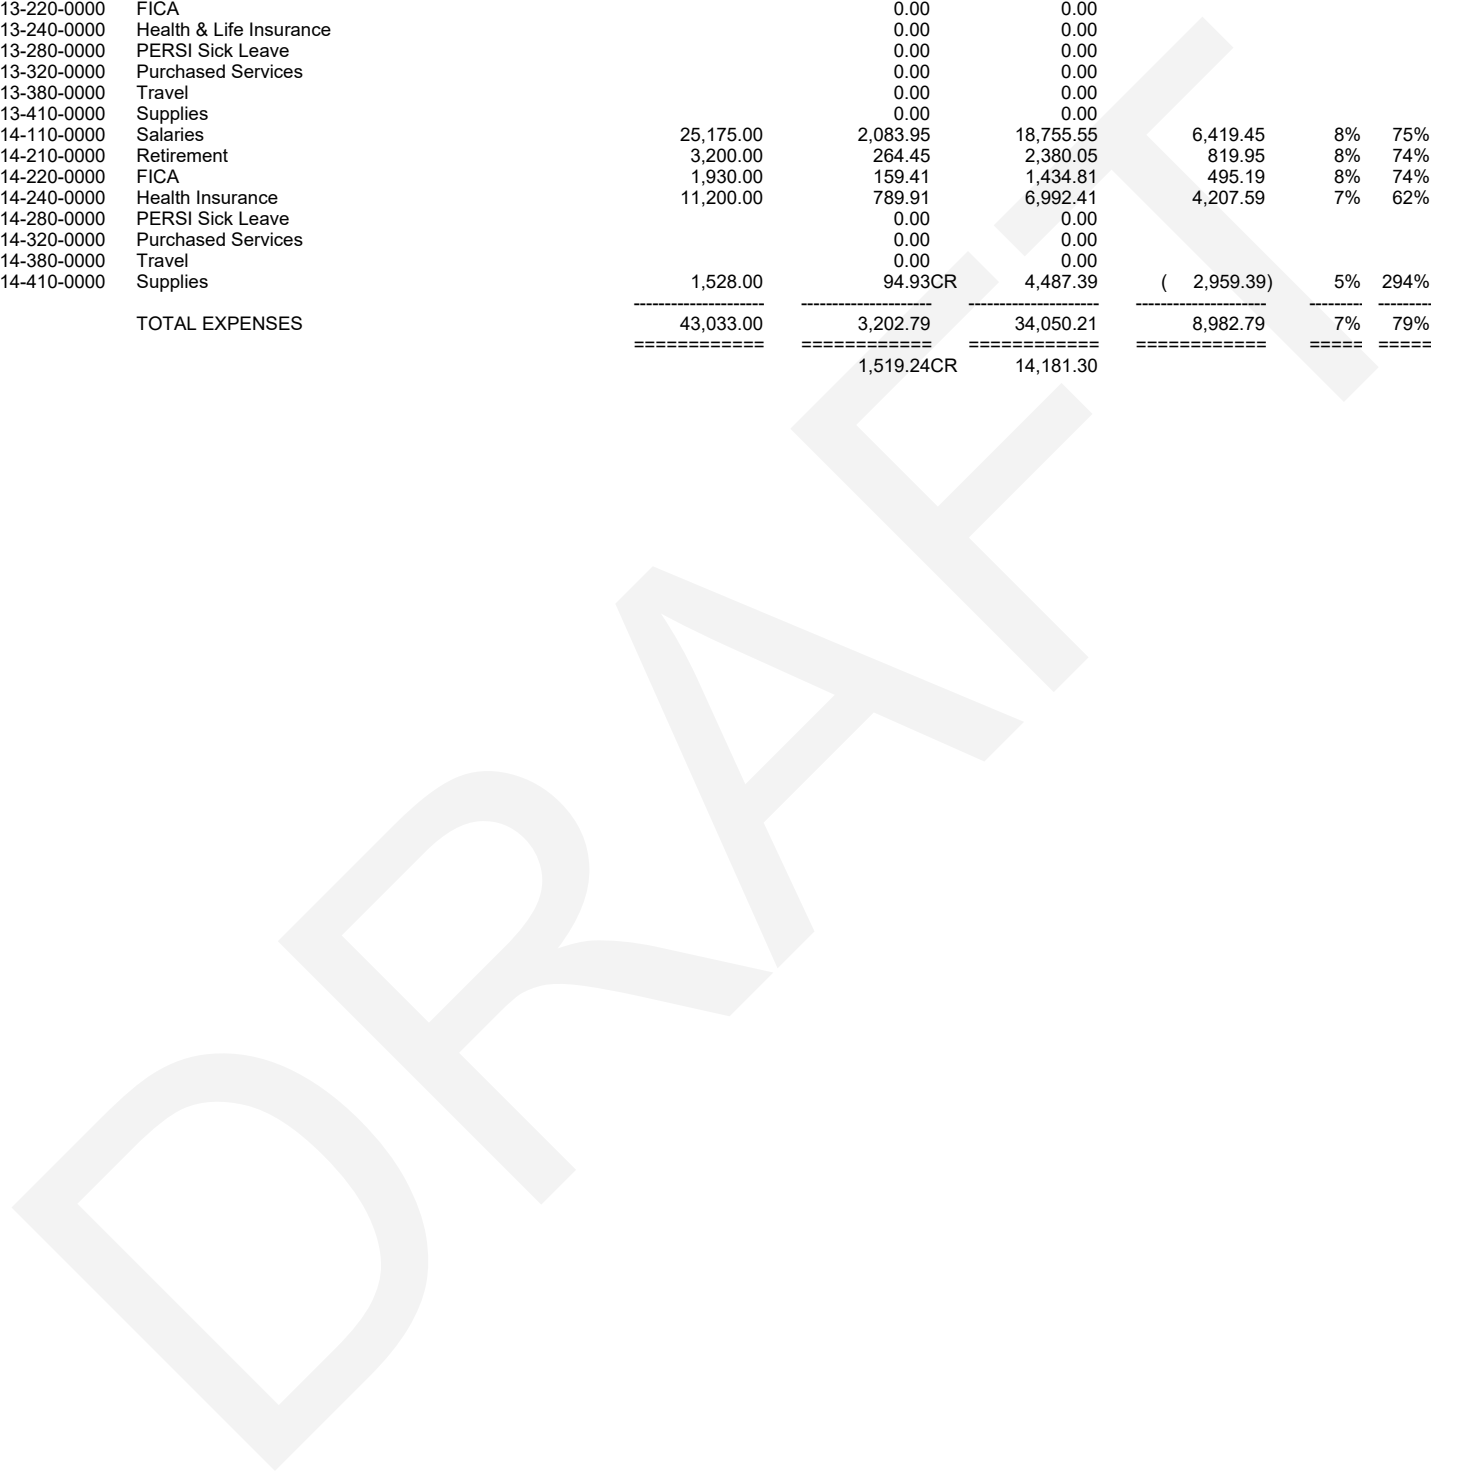 13-220-0000 FICA 0.00 0.00
13-240-0000 Health & Life Insurance 0.00 0.00
13-280-0000 PERSI Sick Leave 0.00 0.00
13-320-0000 Purchased Services 0.00 0.00
13-380-0000 Travel 0.00 0.00
13-410-0000 Supplies 0.00 0.00
14-110-0000 Salaries 25,175.00 2,083.95 18,755.55 6,419.45 8% 75%
14-210-0000 Retirement 3,200.00 264.45 2,380.05 819.95 8% 74%
14-220-0000 FICA 1,930.00 159.41 1,434.81 495.19 8% 74%
14-240-0000 Health Insurance 11,200.00 789.91 6,992.41 4,207.59 7% 62%
14-280-0000 PERSI Sick Leave 0.00 0.00
14-320-0000 Purchased Services 0.00 0.00
14-380-0000 Travel 0.00 0.00
14-410-0000 Supplies 1,528.00 94.93CR 4,487.39 ( 2,959.39) 5% 294%
--------------------- --------------------- --------------------- --------------------- -------- --------
TOTAL EXPENSES 43,033.00 3,202.79 34,050.21 8,982.79 7% 79%
============ ============ ============ ============ ===== =====
1,519.24CR 14,181.30
DRAFT